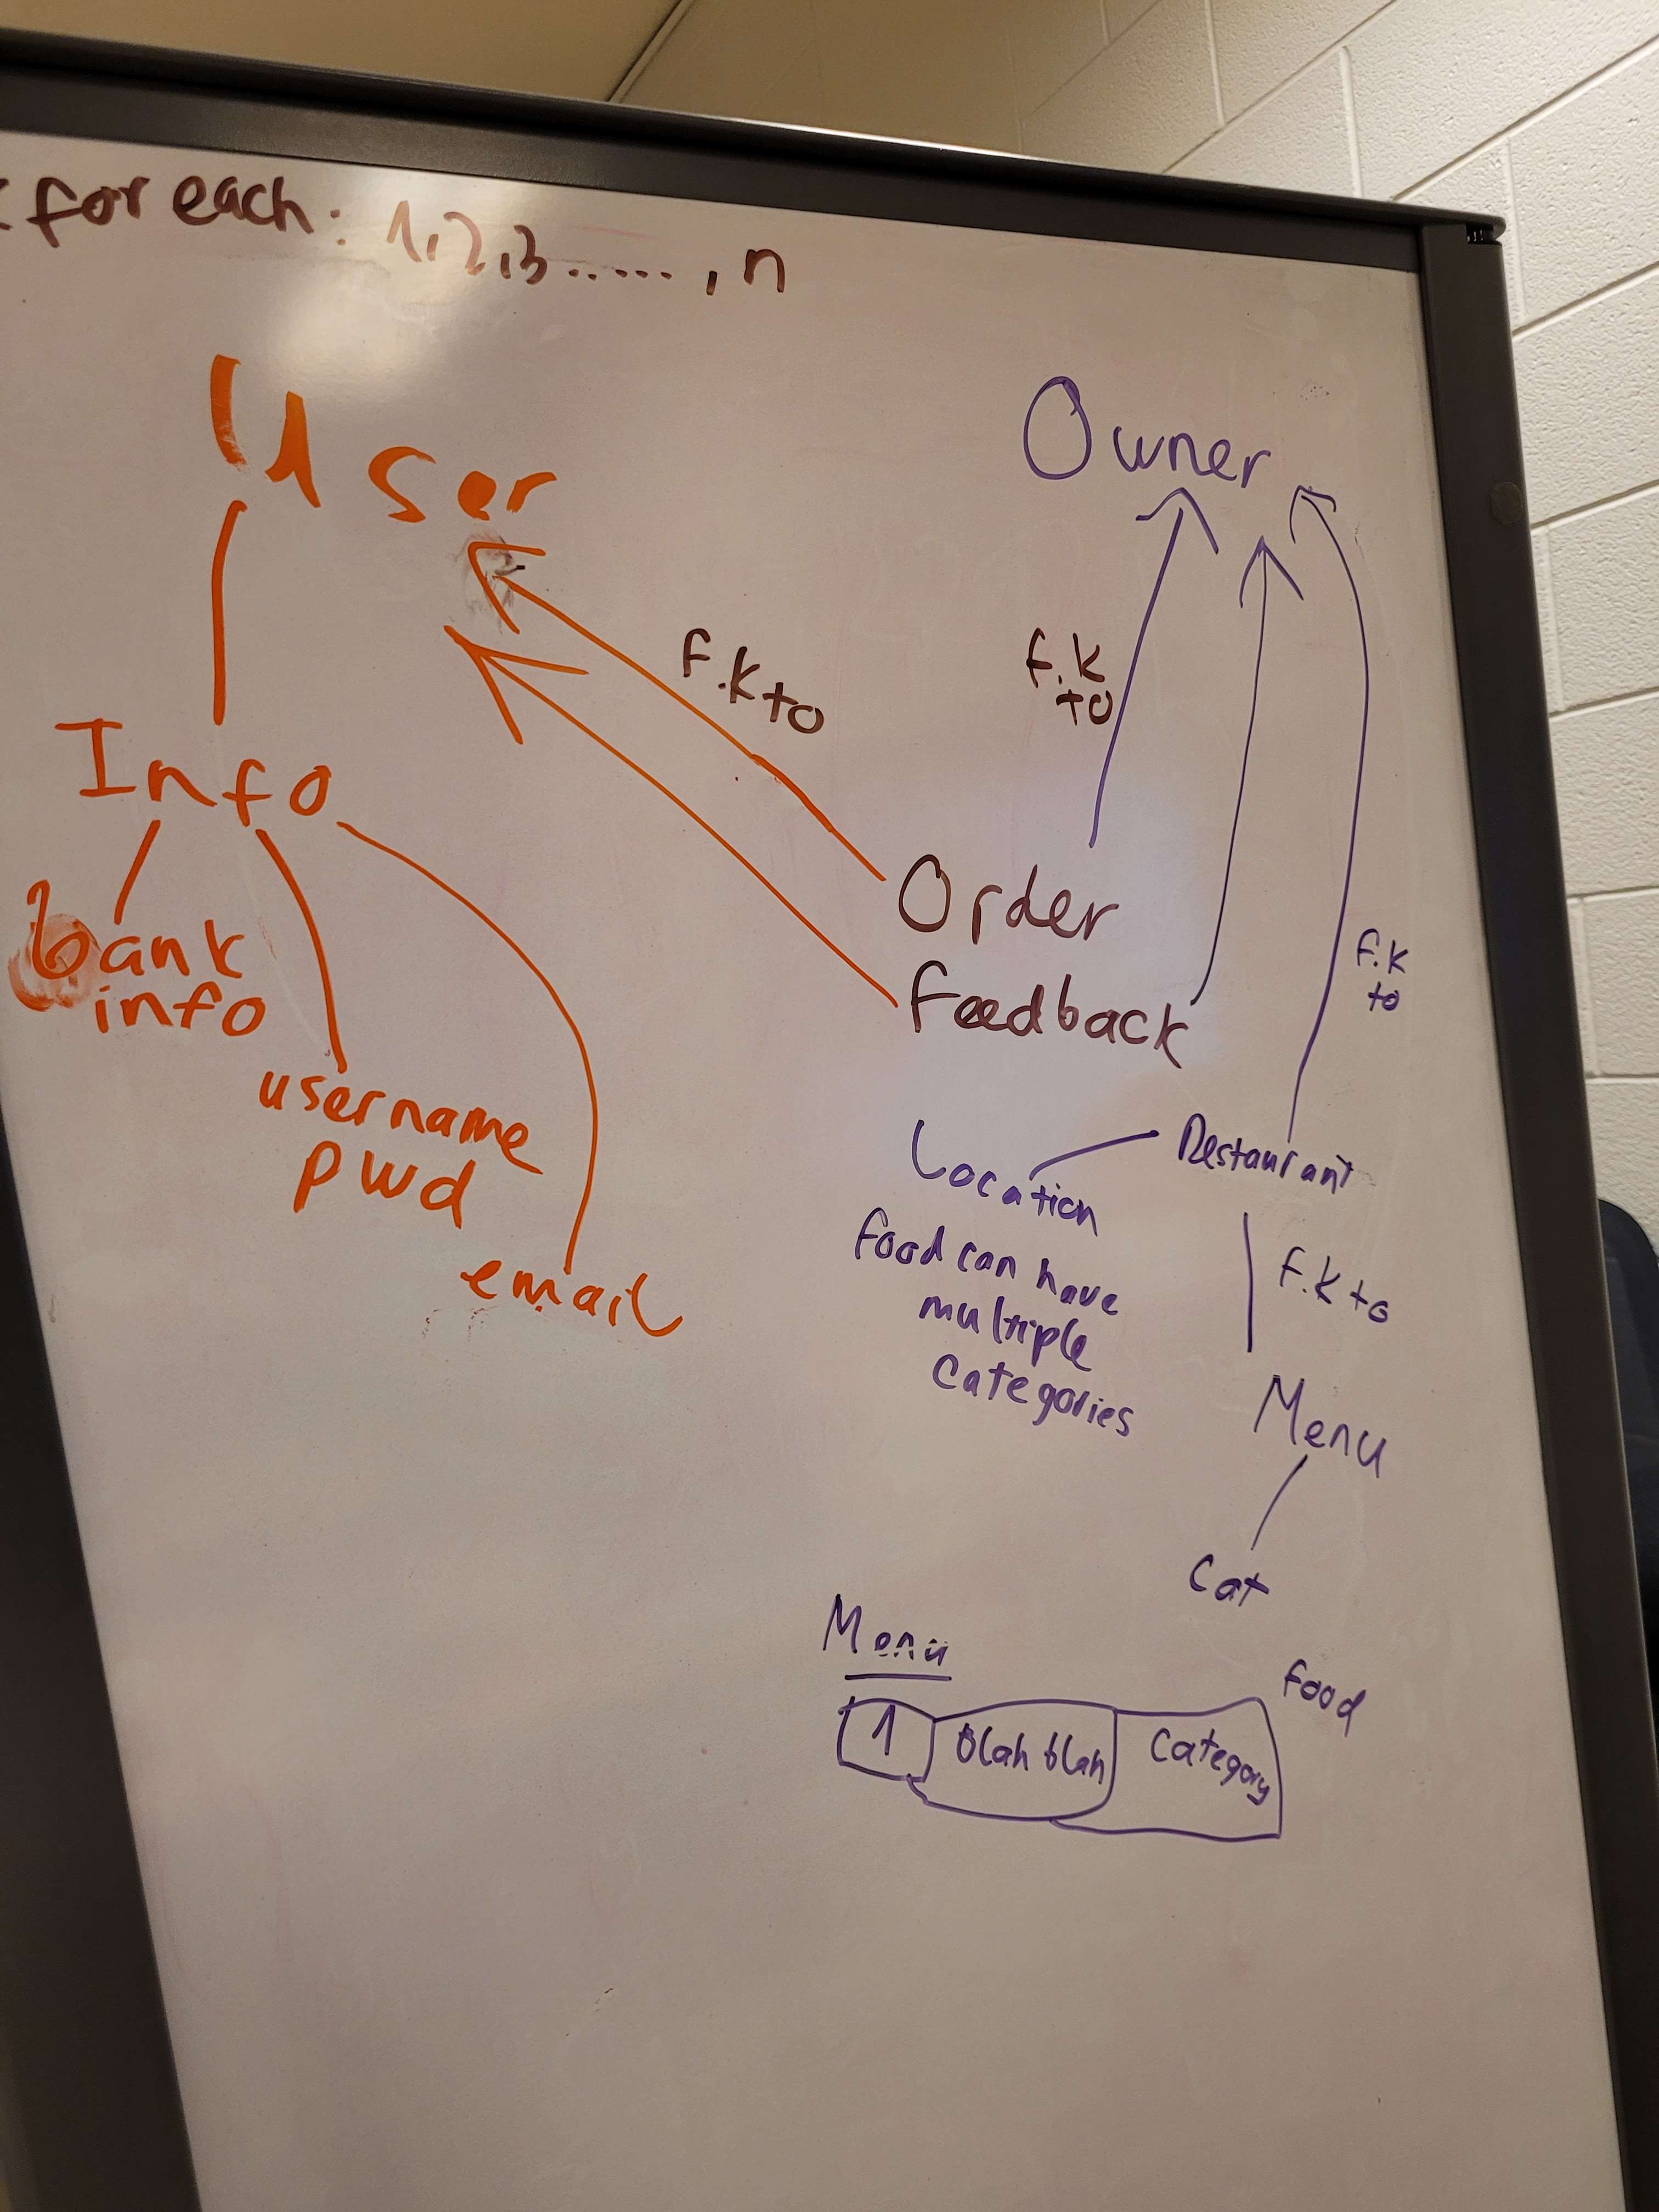 for each: 1,2,3......, n
User
Owner
F.K to
F.K
to
Info
Order
Feedback
bank
info
username
pwd
email
F.K
to
Restaurant
Location
Food can have
multiple
Categories
F.K to
Menu
Cat
Menu
Food
1 Blah blah Category